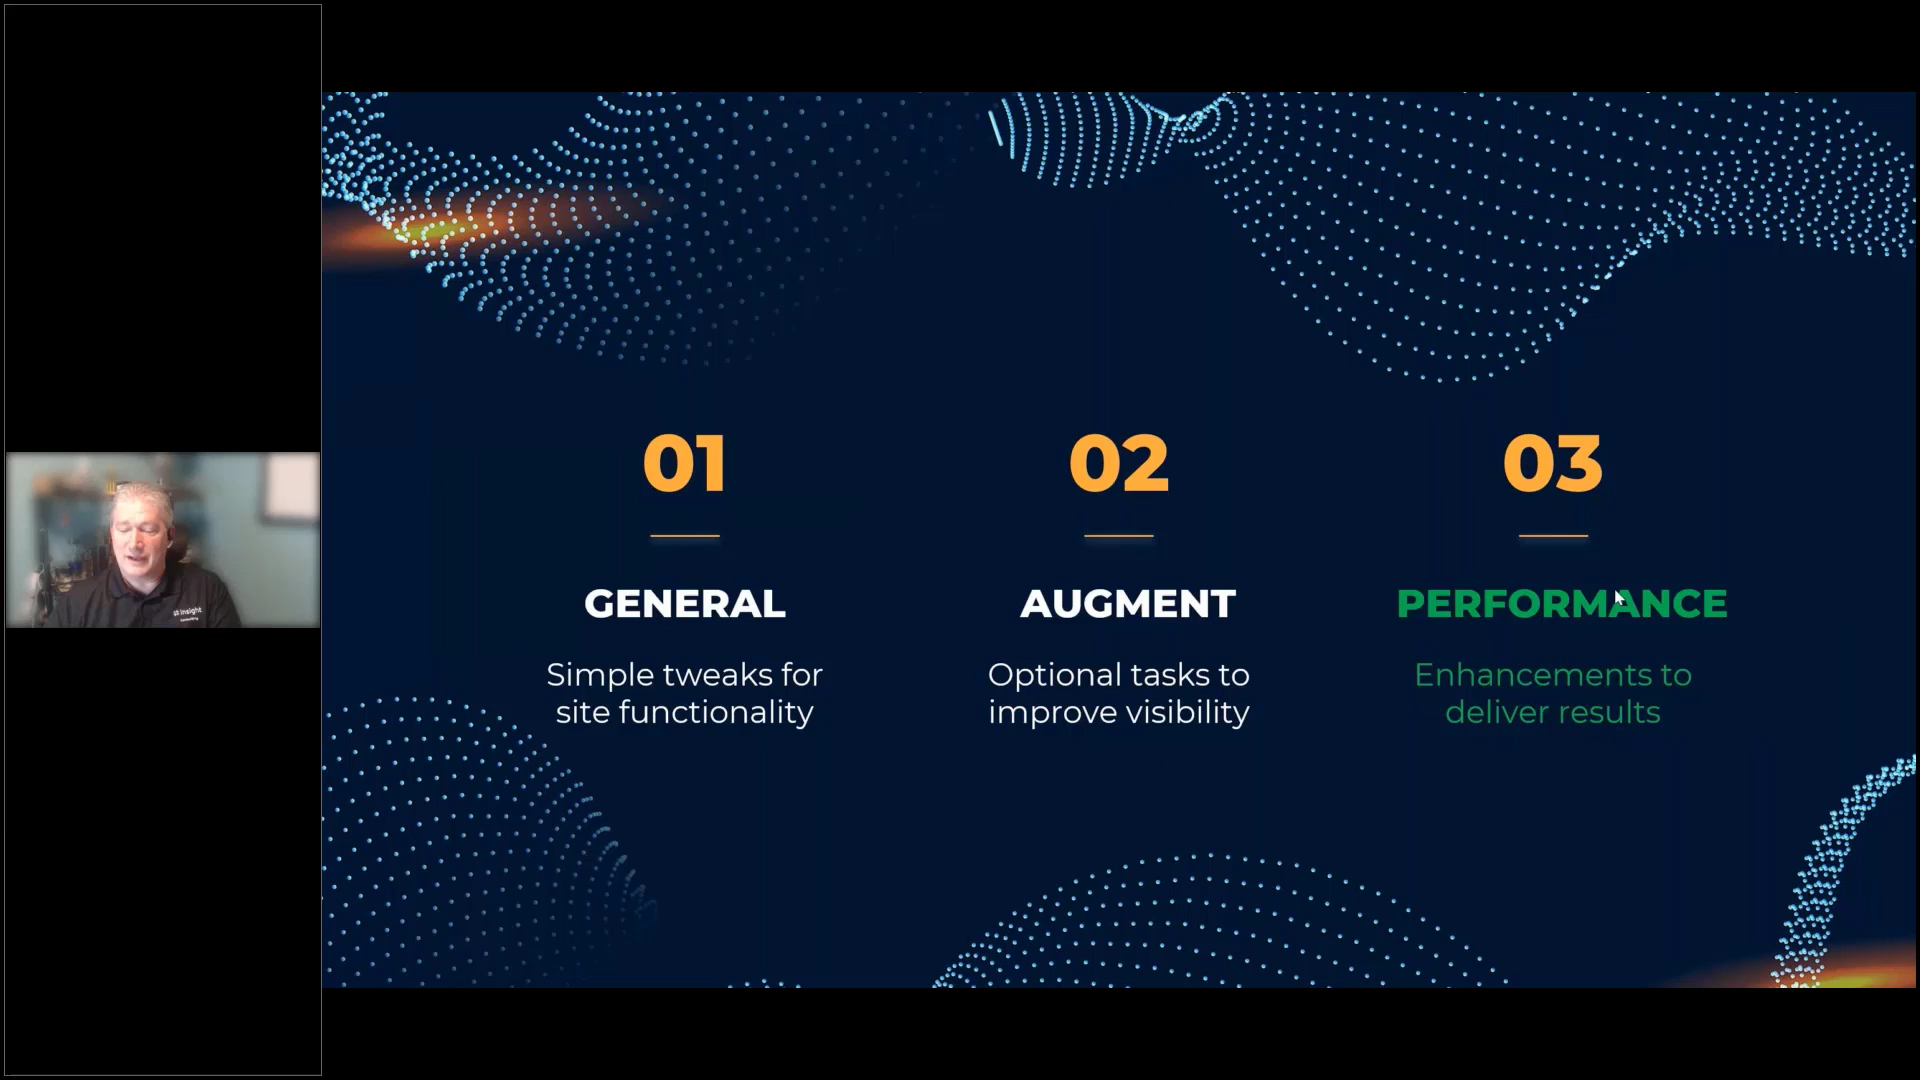 01
GENERAL
Simple tweaks for
site functionality
02
AUGMENT
Optional tasks to
improve visibility
03
PERFORMANCE
Enhancements to
deliver results
Insight